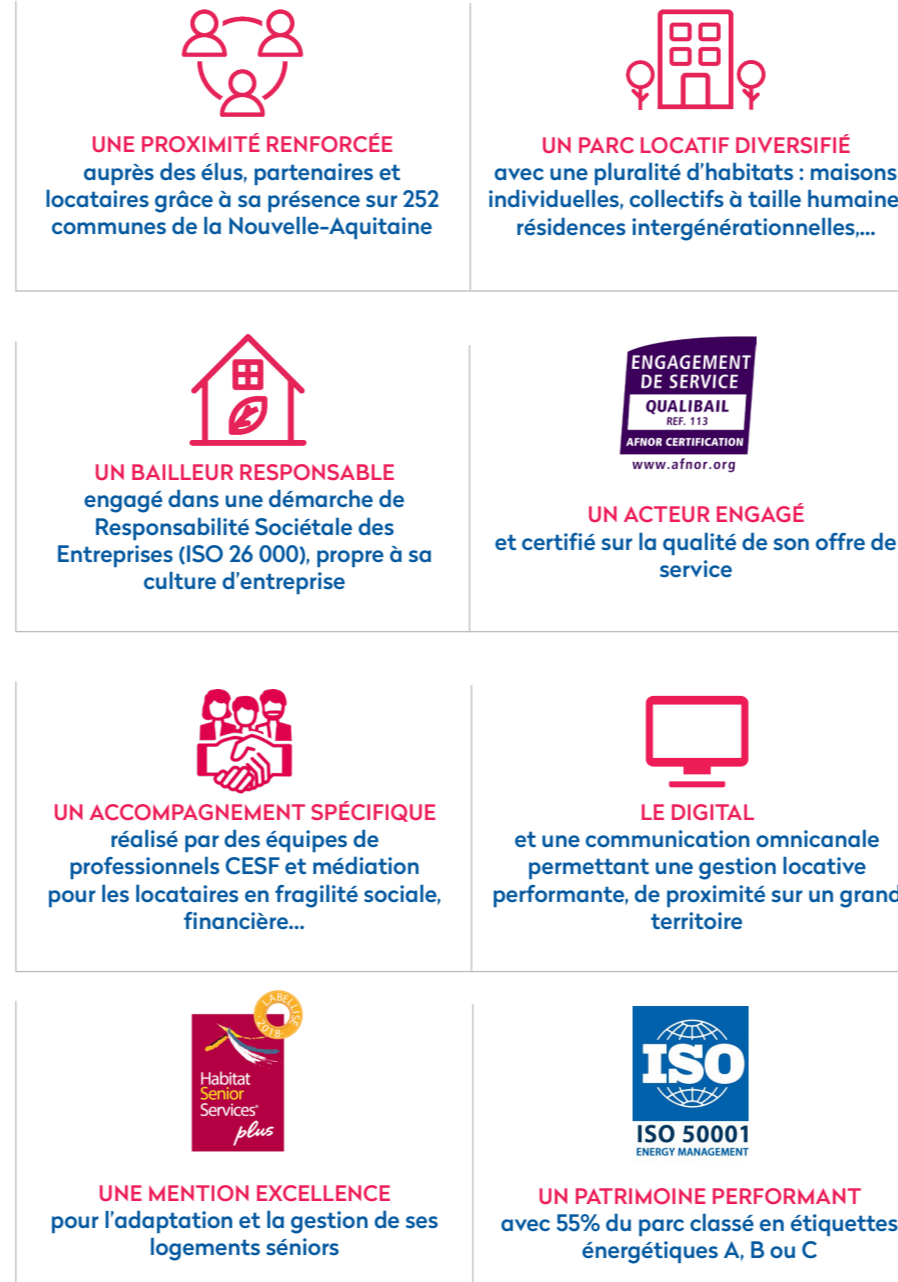 UNE PROXIMITÉ RENFORCÉE
auprès des élus, partenaires et
locataires grâce à sa présence sur 252
communes de la Nouvelle-Aquitaine
UN PARC LOCATIF DIVERSIFIÉ
avec une pluralité d'habitats : maisons
individuelles, collectifs à taille humaine
résidences intergénérationnelles,...
UN BAILLEUR RESPONSABLE
engagé dans une démarche de
Responsabilité Sociétale des
Entreprises (ISO 26 000), propre à sa
culture d'entreprise
ENGAGEMENT
DE SERVICE
QUALIBAIL
REF. 113
AFNOR CERTIFICATION
www.afnor.org
UN ACTEUR ENGAGÉ
et certifié sur la qualité de son offre de
service
UN ACCOMPAGNEMENT SPÉCIFIQUE
réalisé par des équipes de
professionnels CESF et médiation
pour les locataires en fragilité sociale,
financière...
LE DIGITAL
et une communication omnicanale
permettant une gestion locative
performante, de proximité sur un grand
territoire
LABELLISÉ
2018
Habitat
Senior
Services®
plus
UNE MENTION EXCELLENCE
pour l'adaptation et la gestion de ses
logements séniors
ISO
ISO 50001
ENERGY MANAGEMENT
UN PATRIMOINE PERFORMANT
avec 55% du parc classé en étiquettes
énergétiques A, B ou C